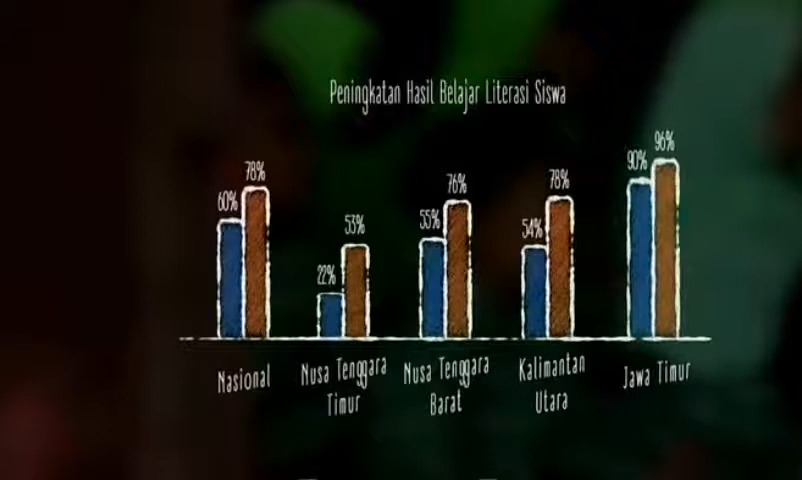 Peningkatan Hasil Belajar Literasi Siswa
60%
78%
22%
53%
55%
76%
54%
78%
90%
96%
Nasional
Nusa Tenggara
Timur
Nusa Tenggara
Barat
Kalimantan
Utara
Jawa Timur